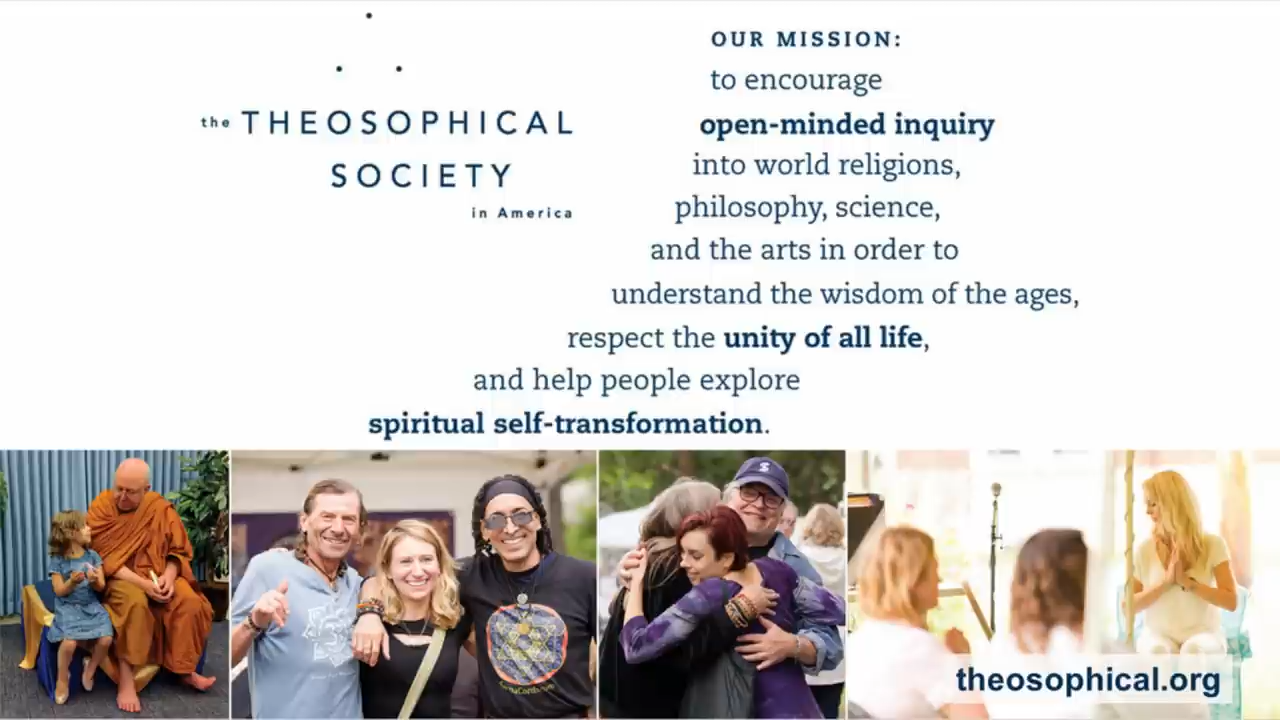 the THEOSOPHICAL
SOCIETY
in America
OUR MISSION:
to encourage
open-minded inquiry
into world religions,
philosophy, science,
and the arts in order to
understand the wisdom of the ages,
respect the unity of all life,
and help people explore
spiritual self-transformation.
theosophical.org